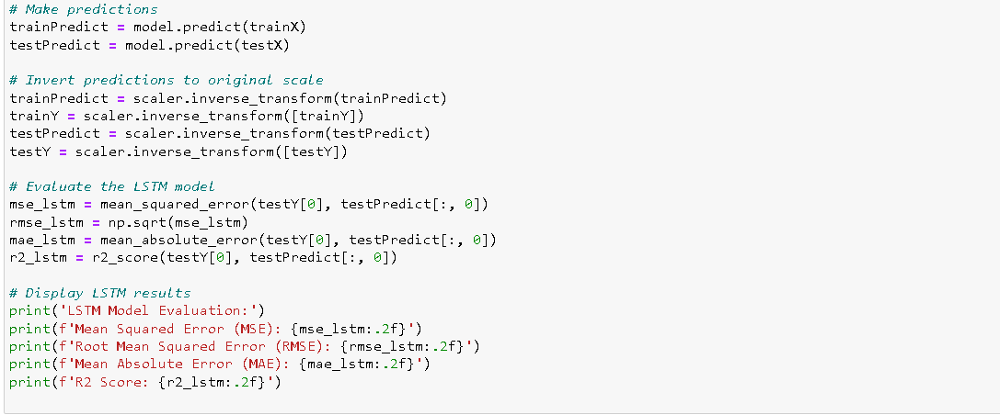 # Make predictions
trainPredict = model.predict(trainX)
testPredict = model.predict(testX)
# Invert predictions to original scale
trainPredict = scaler.inverse_transform(trainPredict)
trainY = scaler.inverse_transform([trainY])
testPredict = scaler.inverse_transform(testPredict)
testY = scaler.inverse_transform([testY])
# Evaluate the LSTM model
mse_lstm = mean_squared_error(testY[0], testPredict[:, 0])
rmse_lstm = np.sqrt(mse_lstm)
mae_lstm = mean_absolute_error(testY[0], testPredict[:, 0])
r2_lstm = r2_score(testY[0], testPredict[:, 0])
# Display LSTM results
print('LSTM Model Evaluation:')
print(f'Mean Squared Error (MSE): {mse_lstm:.2f}')
print(f'Root Mean Squared Error (RMSE): {rmse_lstm:.2f}')
print(f'Mean Absolute Error (MAE): {mae_lstm:.2f}')
print(f'R2 Score: {r2_lstm:.2f}')